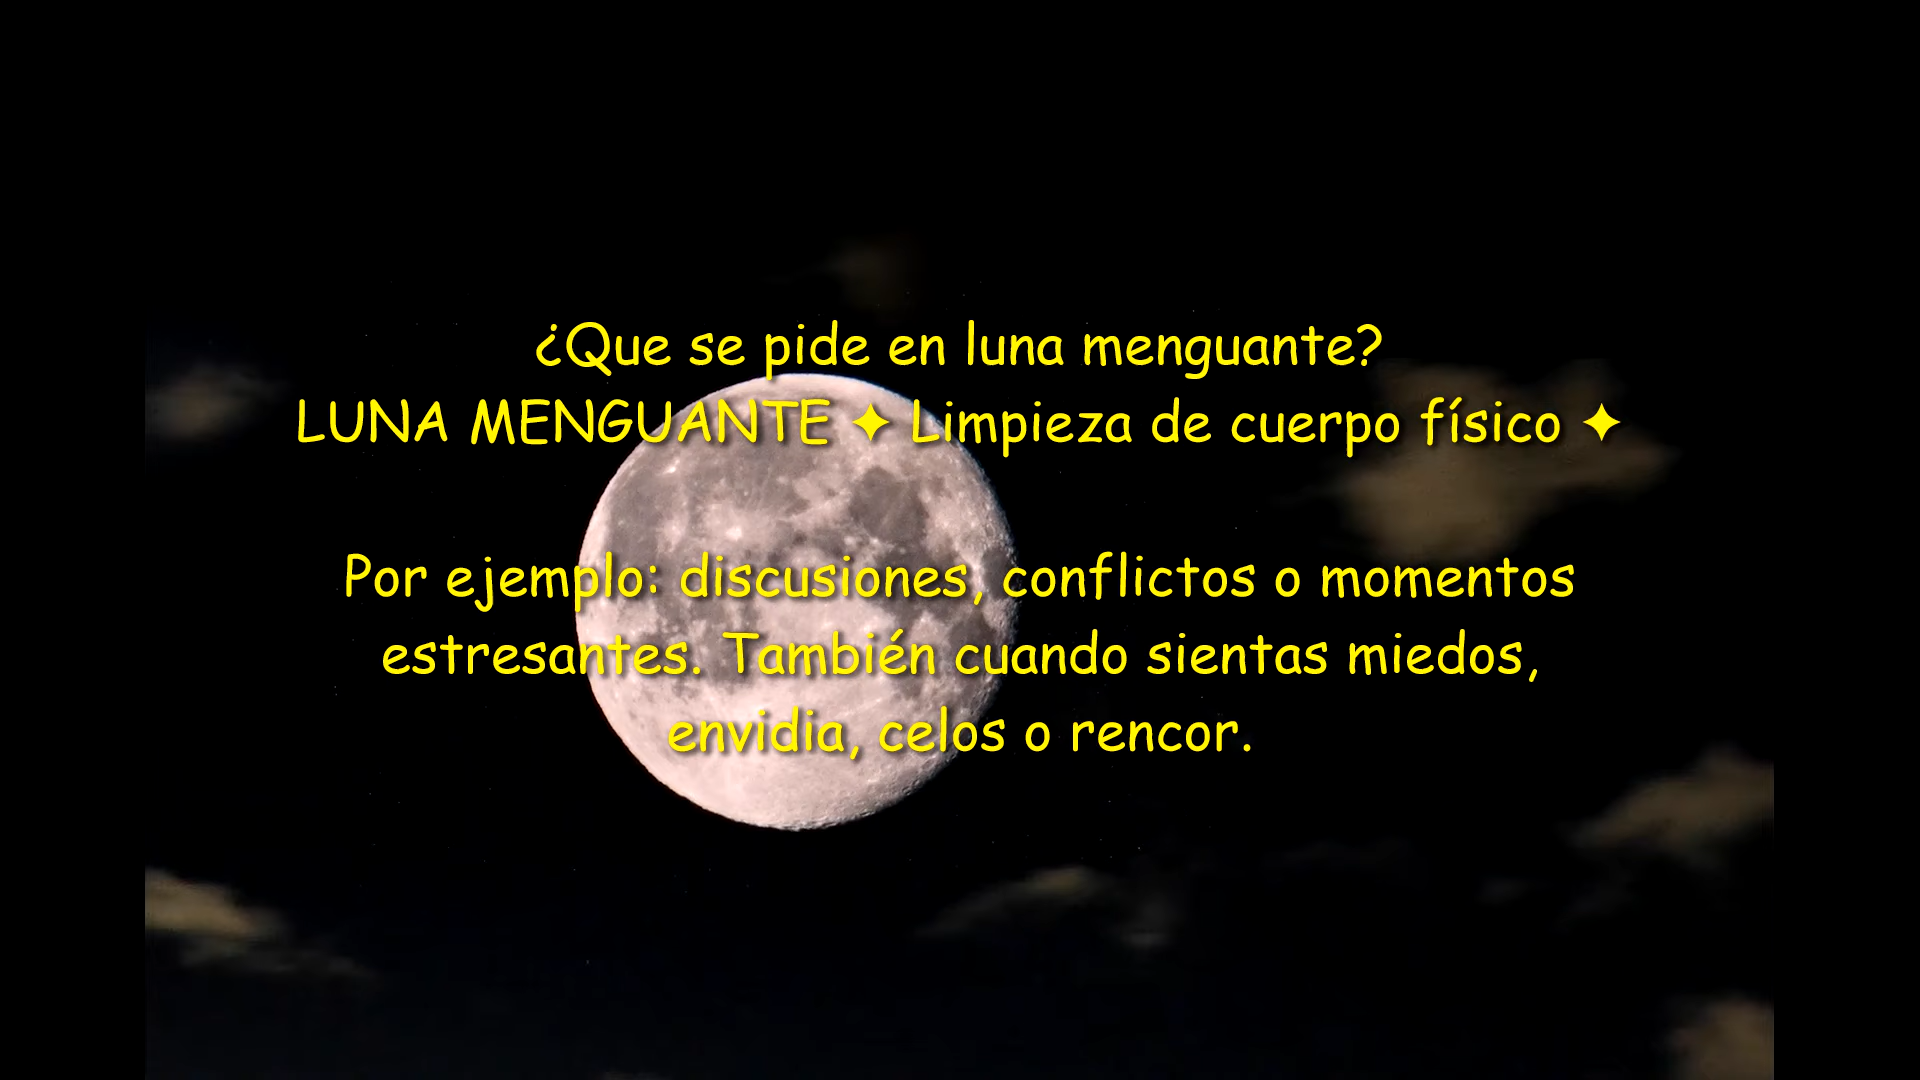 ¿Que se pide en luna menguante?
LUNA MENGUANTE ✦ Limpieza de cuerpo físico ✦
Por ejemplo: discusiones, conflictos o momentos
estresantes. También cuando sientas miedos,
envidia, celos o rencor.